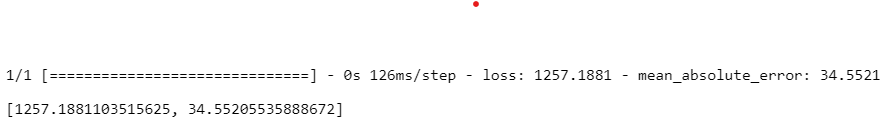 1/1 [==============================] - 0s 126ms/step - loss: 1257.1881 - mean_absolute_error: 34.5521
[1257.1881103515625, 34.55205535888672]